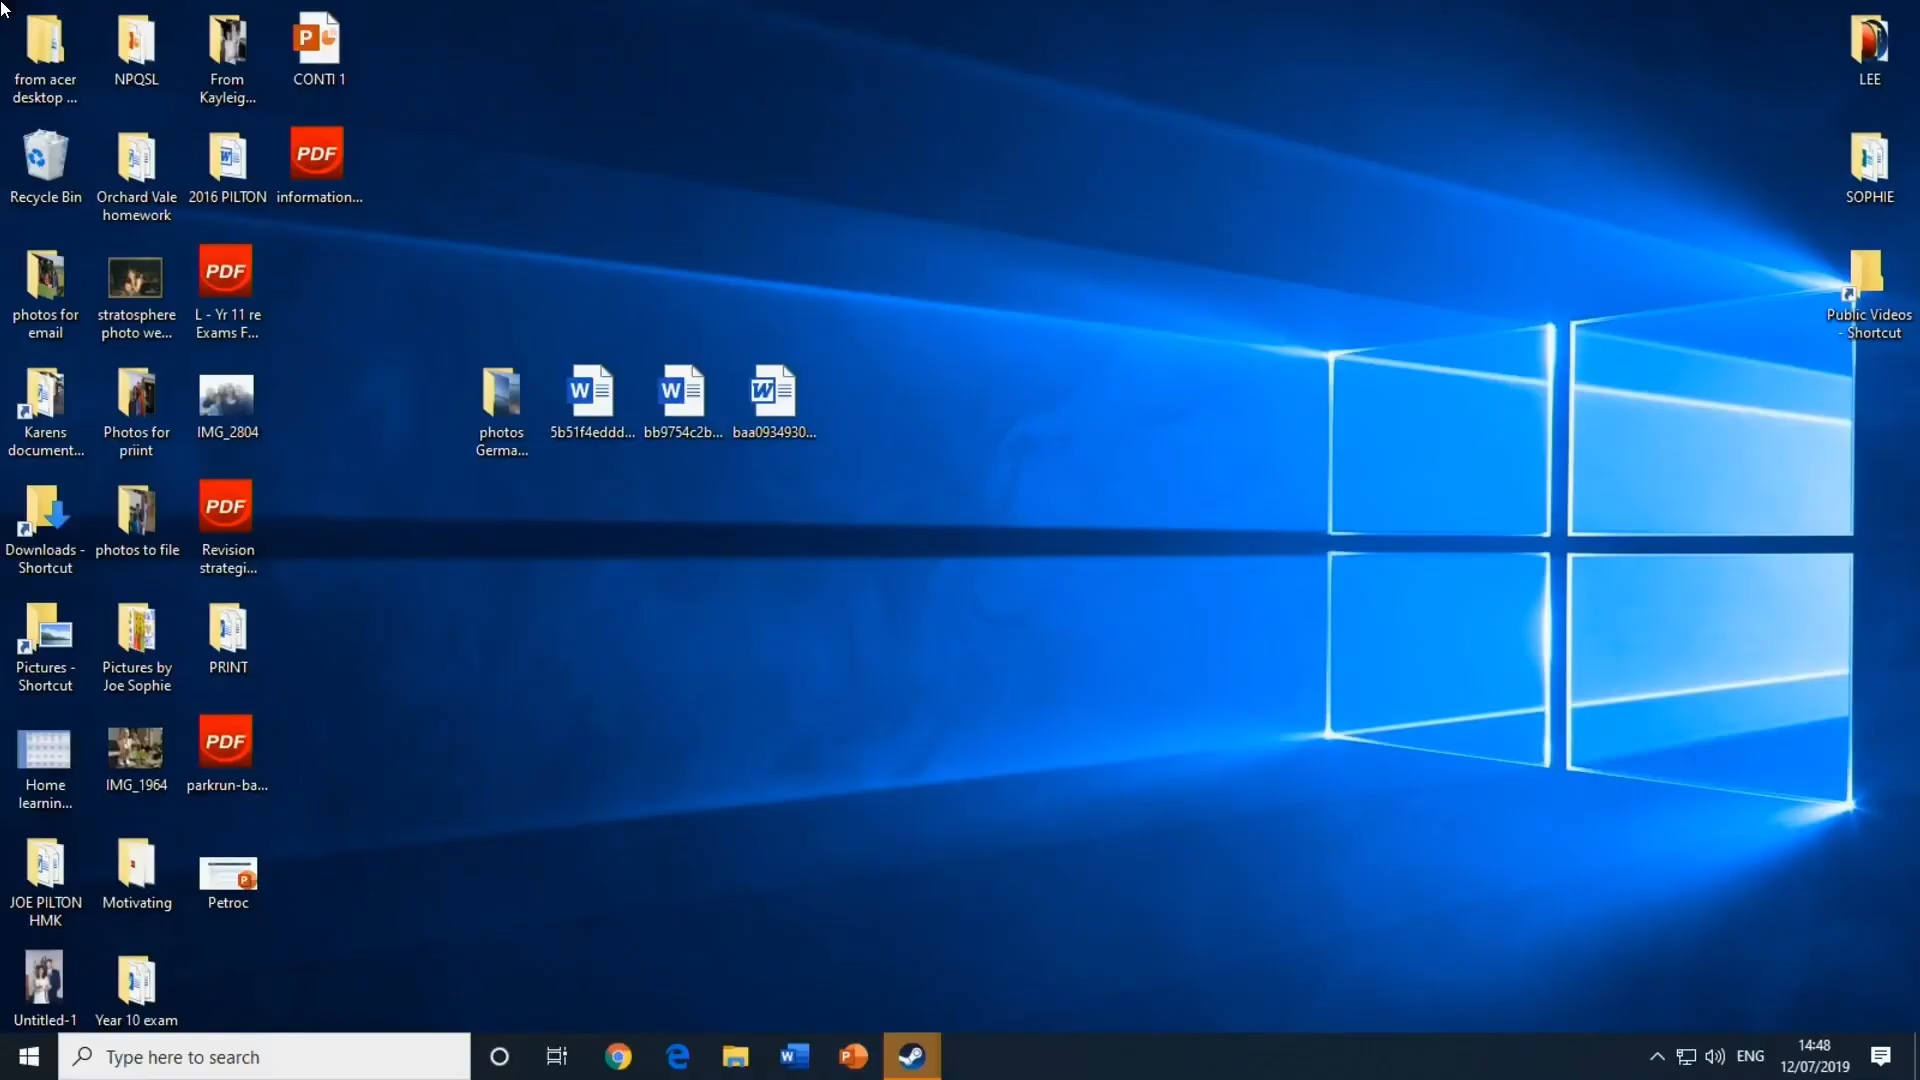 from acer
desktop ...
NPQSL
From
Kayleig...
CONTI 1
LEE
Recycle Bin
Orchard Vale
homework
2016 PILTON
PDF
information...
SOPHIE
photos for
email
stratosphere
photo we...
PDF
L - Yr 11 re
Exams F...
Public Videos
- Shortcut
Karens
document...
Photos for
priint
IMG_2804
photos
Germa...
5b51f4eddd...
bb9754c2b...
baa0934930...
Downloads -
Shortcut
photos to file
PDF
Revision
strategi...
Pictures -
Shortcut
Pictures by
Joe Sophie
PRINT
Home
learnin...
IMG_1964
PDF
parkrun-ba...
JOE PILTON
HMK
Motivating
Petroc
Untitled-1
Year 10 exam
Type here to search
ENG
14:48
12/07/2019